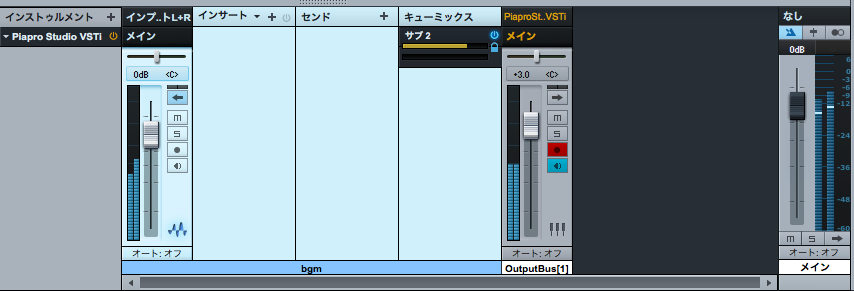 インストゥルメント
Piapro Studio VSTi
インプ..トL+R
メイン
0dB <C>
M
S
オート: オフ
bgm
インサート
センド
キューミックス
サブ 2
PiaproSt..VSTi
メイン
+3.0 <C>
M
S
オート: オフ
OutputBus[1]
なし
0dB
6
0
-3
-6
-9
-12
-24
-36
-48
-60
M S
オート: オフ
メイン